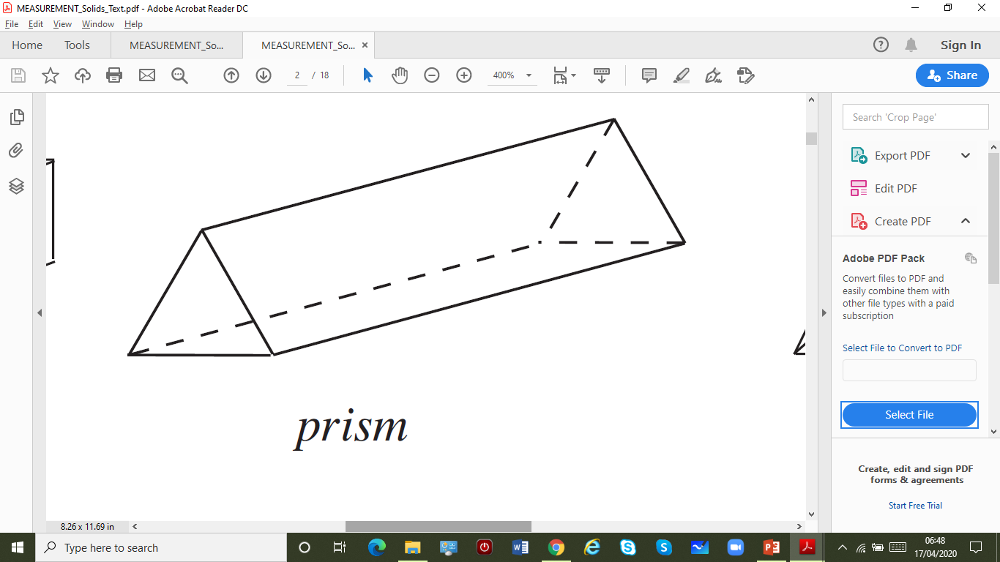 MEASUREMENT_Solids_Text.pdf - Adobe Acrobat Reader DC
File Edit View Window Help
Home Tools MEASUREMENT_So... MEASUREMENT_So... × Sign In
2 / 18 400% Share
Search 'Crop Page'
Export PDF
Edit PDF
Create PDF
Adobe PDF Pack
Convert files to PDF and
easily combine them with
other file types with a paid
subscription
Select File to Convert to PDF
Select File
Create, edit and sign PDF
forms & agreements
Start Free Trial
prism
8.26 x 11.69 in
Type here to search
06:48
17/04/2020